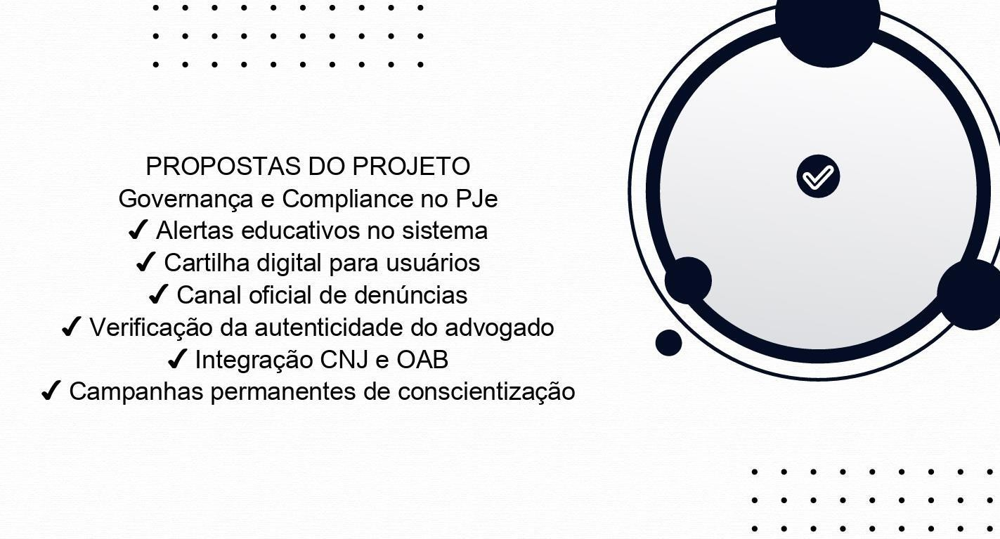 PROPOSTAS DO PROJETO
Governança e Compliance no PJe
✔ Alertas educativos no sistema
✔ Cartilha digital para usuários
✔ Canal oficial de denúncias
✔ Verificação da autenticidade do advogado
✔ Integração CNJ e OAB
✔ Campanhas permanentes de conscientização